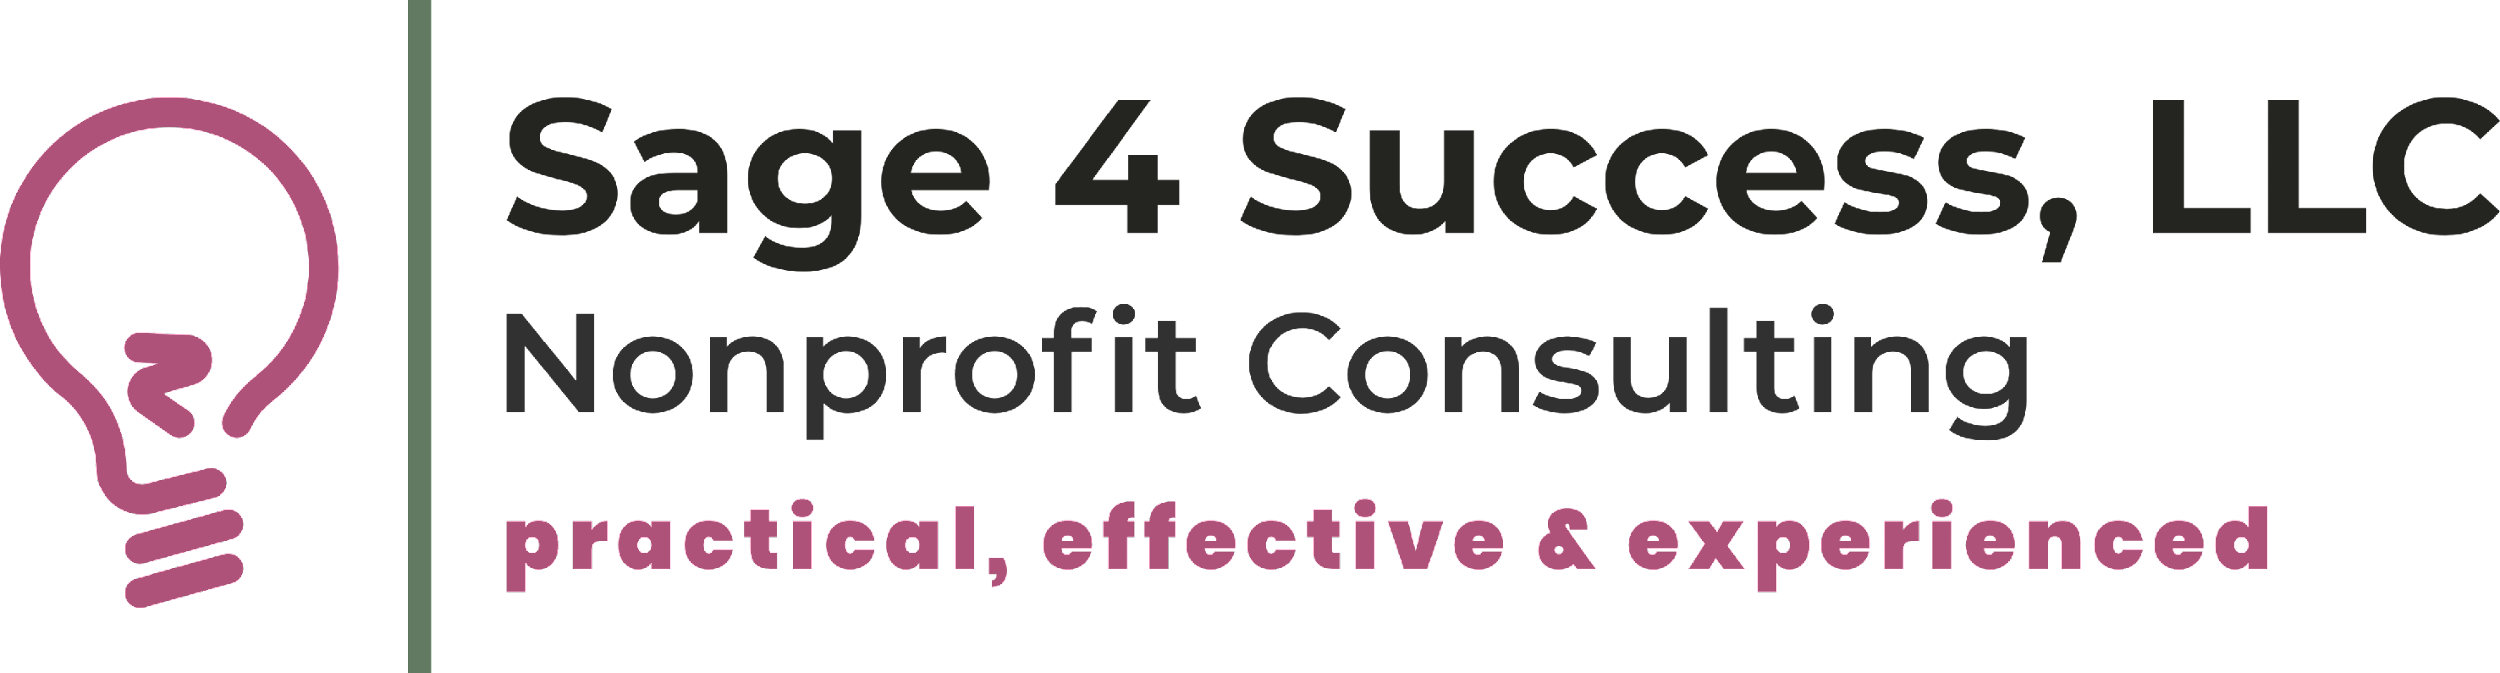 Sage 4 Success, LLC
Nonprofit Consulting
practical, effective & experienced